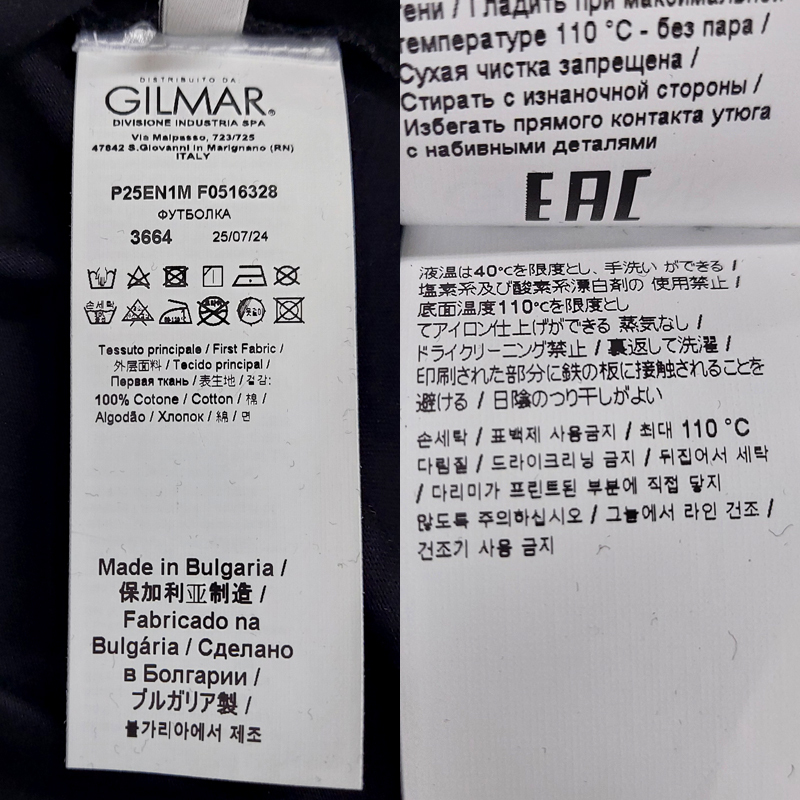 DISTRIBUITO DA
GILMAR®
DIVISIONE INDUSTRIA SPA
Via Malpasso, 723/725
47842 S.Giovanni in Marignano (RN)
ITALY
P25EN1M F0516328
ФУТБОЛКА
3664 25/07/24
손세탁
Tessuto principale / First Fabric /
外层面料 / Tecido principal /
Первая ткань / 表生地 / 겉감:
100% Cotone / Cotton / 棉 /
Algodão / Хлопок / 綿 / 면
Made in Bulgaria /
保加利亚制造 /
Fabricado na
Bulgária / Сделано
в Болгарии /
ブルガリア製 /
불가리아에서 제조
тени / Гладить при максимальной
температуре 110 °C - без пара /
Сухая чистка запрещена /
Стирать с изнаночной стороны /
Избегать прямого контакта утюга
с набивными деталями
EAC
液温は40℃を限度とし、手洗い ができる /
塩素系及び酸素系漂白剤の 使用禁止 /
底面温度110℃を限度とし
てアイロン仕上げができる 蒸気なし /
ドライクリーニング禁止 / 裏返して洗濯 /
印刷された部分に鉄の板に接触されることを
避ける / 日陰のつり干しがよい
손세탁 / 표백제 사용금지 / 최대 110 °C
다림질 / 드라이크리닝 금지 / 뒤집어서 세탁
/ 다리미가 프린트된 부분에 직접 닿지
않도록 주의하십시오 / 그늘에서 라인 건조 /
건조기 사용 금지